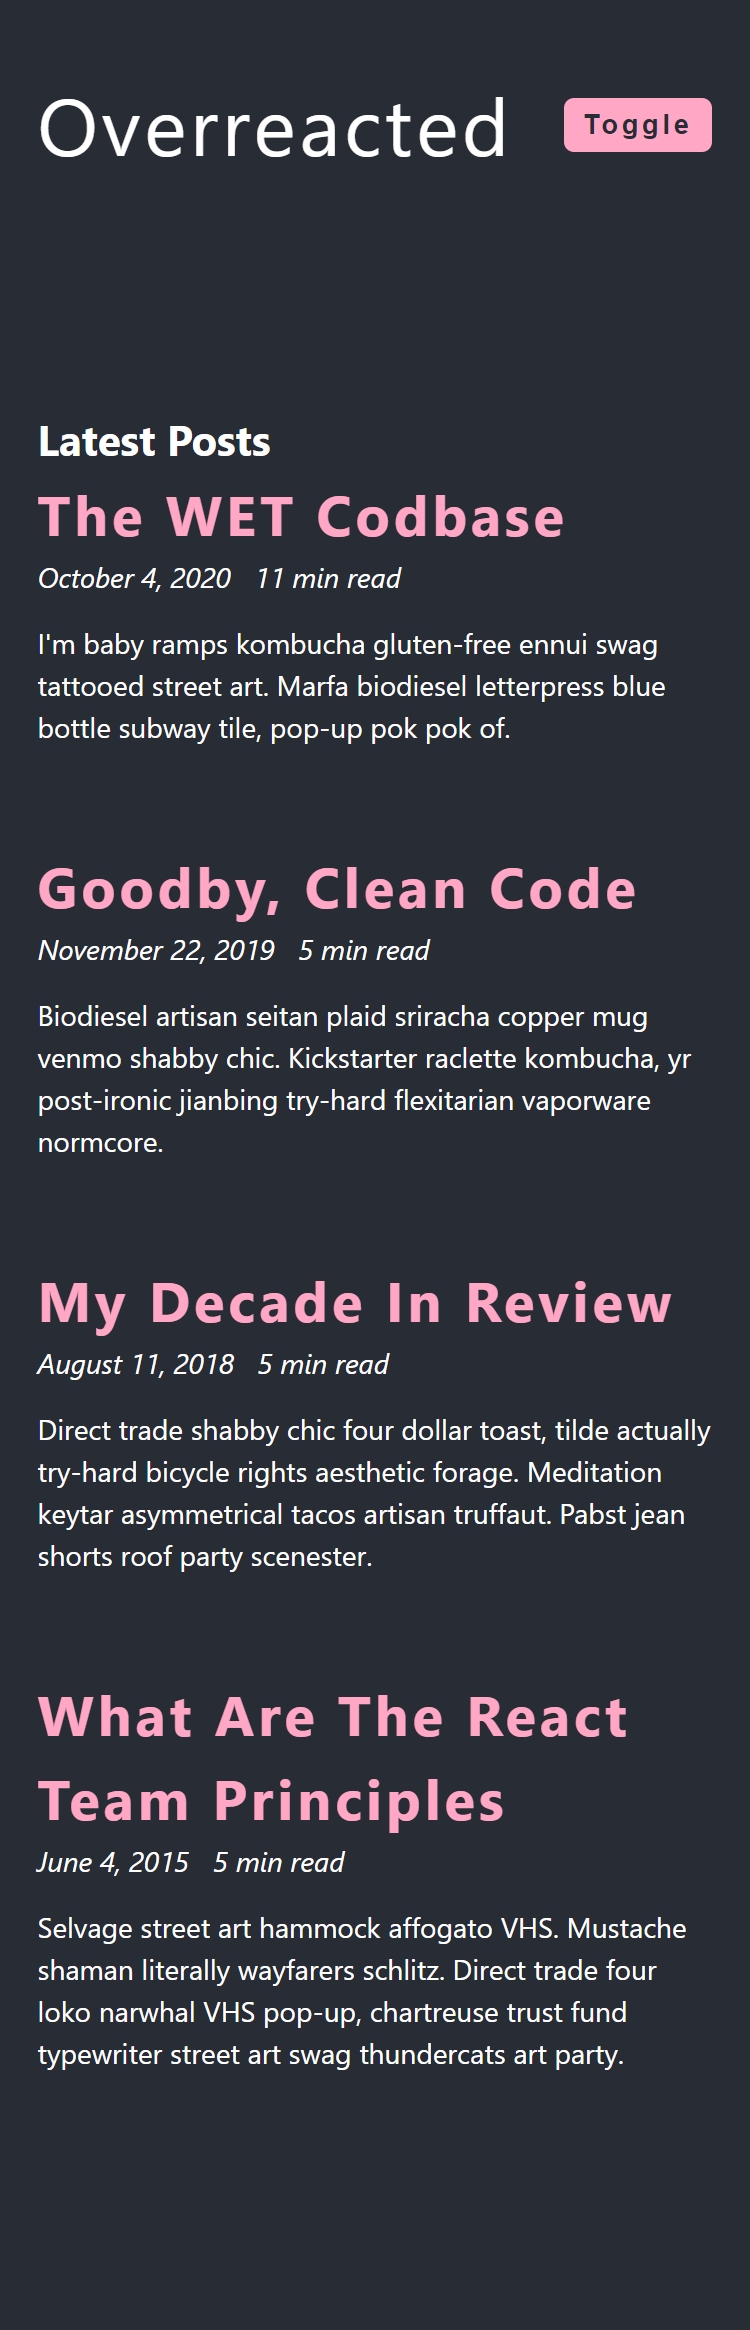 Overreacted
Toggle
Latest Posts
The WET Codbase
October 4, 2020 11 min read
I'm baby ramps kombucha gluten-free ennui swag
tattooed street art. Marfa biodiesel letterpress blue
bottle subway tile, pop-up pok pok of.
Goodby, Clean Code
November 22, 2019 5 min read
Biodiesel artisan seitan plaid sriracha copper mug
venmo shabby chic. Kickstarter raclette kombucha, yr
post-ironic jianbing try-hard flexitarian vaporware
normcore.
My Decade In Review
August 11, 2018 5 min read
Direct trade shabby chic four dollar toast, tilde actually
try-hard bicycle rights aesthetic forage. Meditation
keytar asymmetrical tacos artisan truffaut. Pabst jean
shorts roof party scenester.
What Are The React
Team Principles
June 4, 2015 5 min read
Selvage street art hammock affogato VHS. Mustache
shaman literally wayfarers schlitz. Direct trade four
loko narwhal VHS pop-up, chartreuse trust fund
typewriter street art swag thundercats art party.